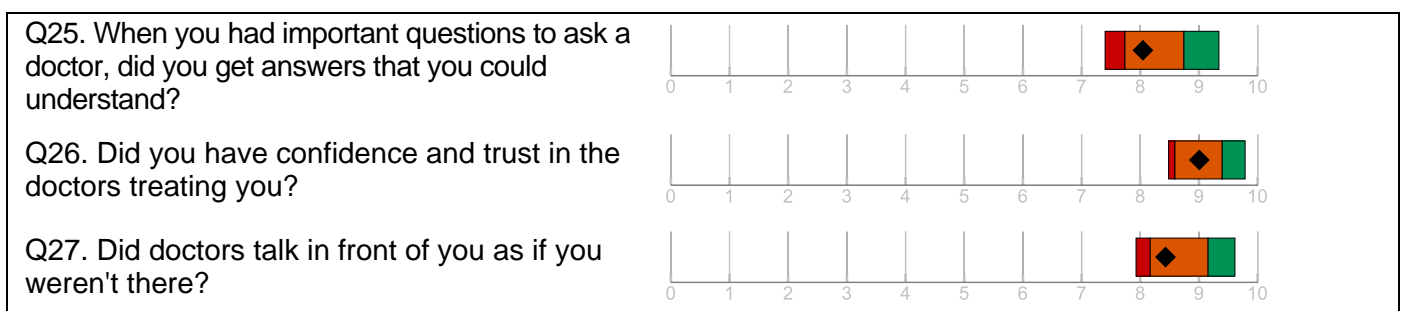 Q25. When you had important questions to ask a
doctor, did you get answers that you could
understand?
0 1 2 3 4 5 6 7 8 9 10
Q26. Did you have confidence and trust in the
doctors treating you?
0 1 2 3 4 5 6 7 8 9 10
Q27. Did doctors talk in front of you as if you
weren't there?
0 1 2 3 4 5 6 7 8 9 10